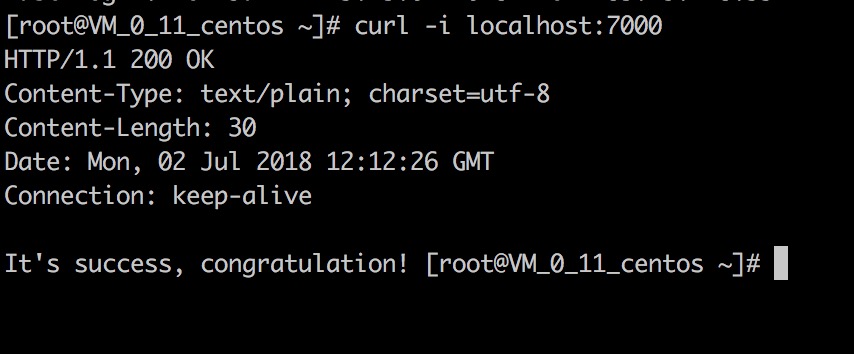 [root@VM_0_11_centos ~]# curl -i localhost:7000
HTTP/1.1 200 OK
Content-Type: text/plain; charset=utf-8
Content-Length: 30
Date: Mon, 02 Jul 2018 12:12:26 GMT
Connection: keep-alive
It's success, congratulation! [root@VM_0_11_centos ~]#